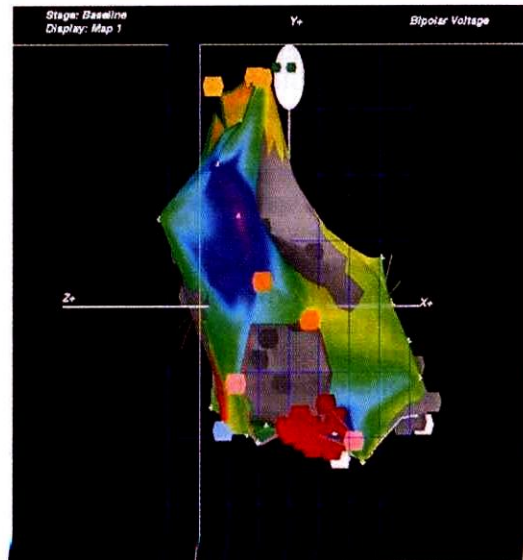 Stage: Baseline
Display: Map 1
Y+
Bipolar Voltage
Z+
X+